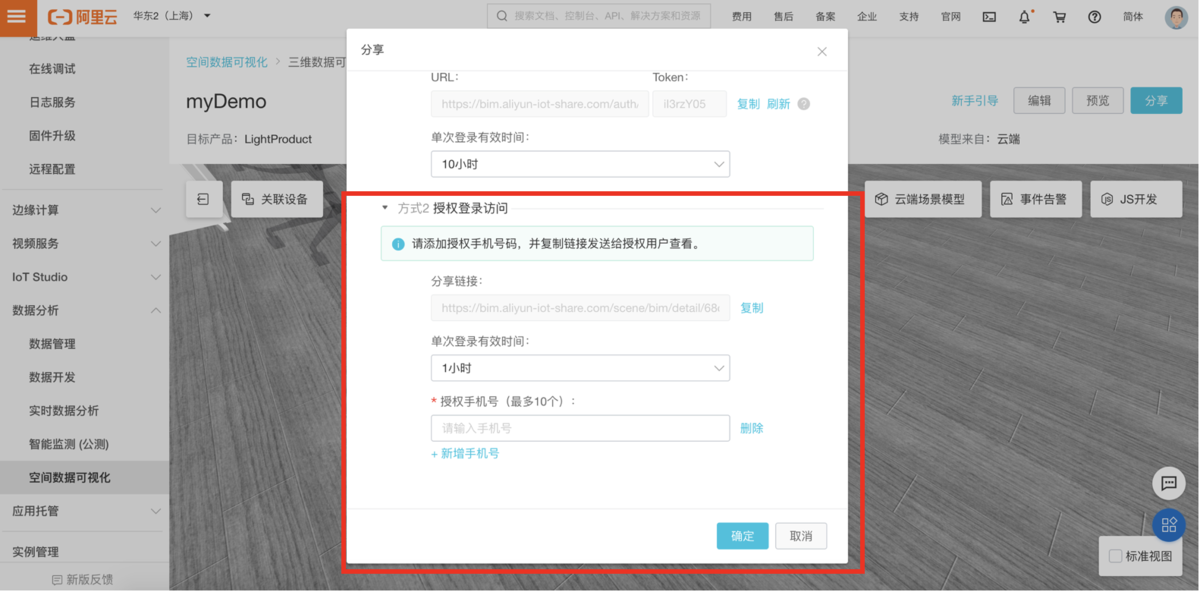 阿里云
华东2（上海）
搜索文档、控制台、API、解决方案和资源
费用
售后
备案
企业
支持
官网
简体
运维大盘
在线调试
日志服务
固件升级
远程配置
边缘计算
视频服务
IoT Studio
数据分析
数据管理
数据开发
实时数据分析
智能监测 (公测)
空间数据可视化
应用托管
实例管理
新版反馈
空间数据可视化 > 三维数据可
myDemo
新手引导
编辑
预览
分享
目标产品： LightProduct
模型来自： 云端
关联设备
云端场景模型
事件告警
JS开发
标准视图
分享
URL：
Token：
https://bim.aliyun-iot-share.com/auth/
iI3rzY05
复制 刷新
单次登录有效时间：
10小时
方式2 授权登录访问
请添加授权手机号码，并复制链接发送给授权用户查看。
分享链接：
https://bim.aliyun-iot-share.com/scene/bim/detail/68
复制
单次登录有效时间：
1小时
* 授权手机号（最多10个）：
请输入手机号
删除
+ 新增手机号
确定
取消